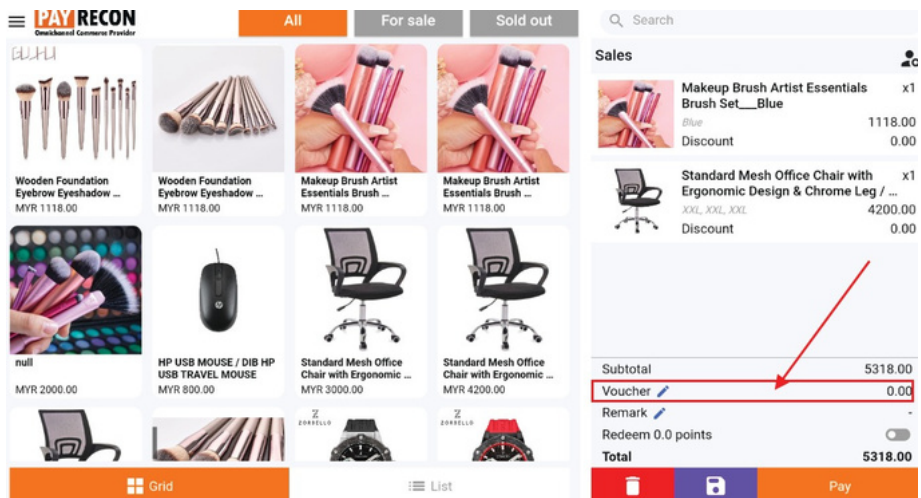 PAY RECON
Omnichannel Commerce Provider
All
For sale
Sold out
Wooden Foundation
Eyebrow Eyeshadow ...
MYR 1118.00
Wooden Foundation
Eyebrow Eyeshadow ...
MYR 1118.00
Makeup Brush Artist
Essentials Brush ...
MYR 1118.00
Makeup Brush Artist
Essentials Brush ...
MYR 1118.00
null
MYR 2000.00
HP USB MOUSE / DIB HP
USB TRAVEL MOUSE
MYR 800.00
Standard Mesh Office
Chair with Ergonomic ...
MYR 3000.00
Standard Mesh Office
Chair with Ergonomic ...
MYR 4200.00
Z
ZORBELLO
Z
ZORBELLO
Grid
List
Search
Sales
Makeup Brush Artist Essentials x1
Brush Set___Blue
Blue 1118.00
Discount 0.00
Standard Mesh Office Chair with x1
Ergonomic Design & Chrome Leg / ...
XXL, XXL, XXL 4200.00
Discount 0.00
Subtotal 5318.00
Voucher 0.00
Remark -
Redeem 0.0 points
Total 5318.00
Pay